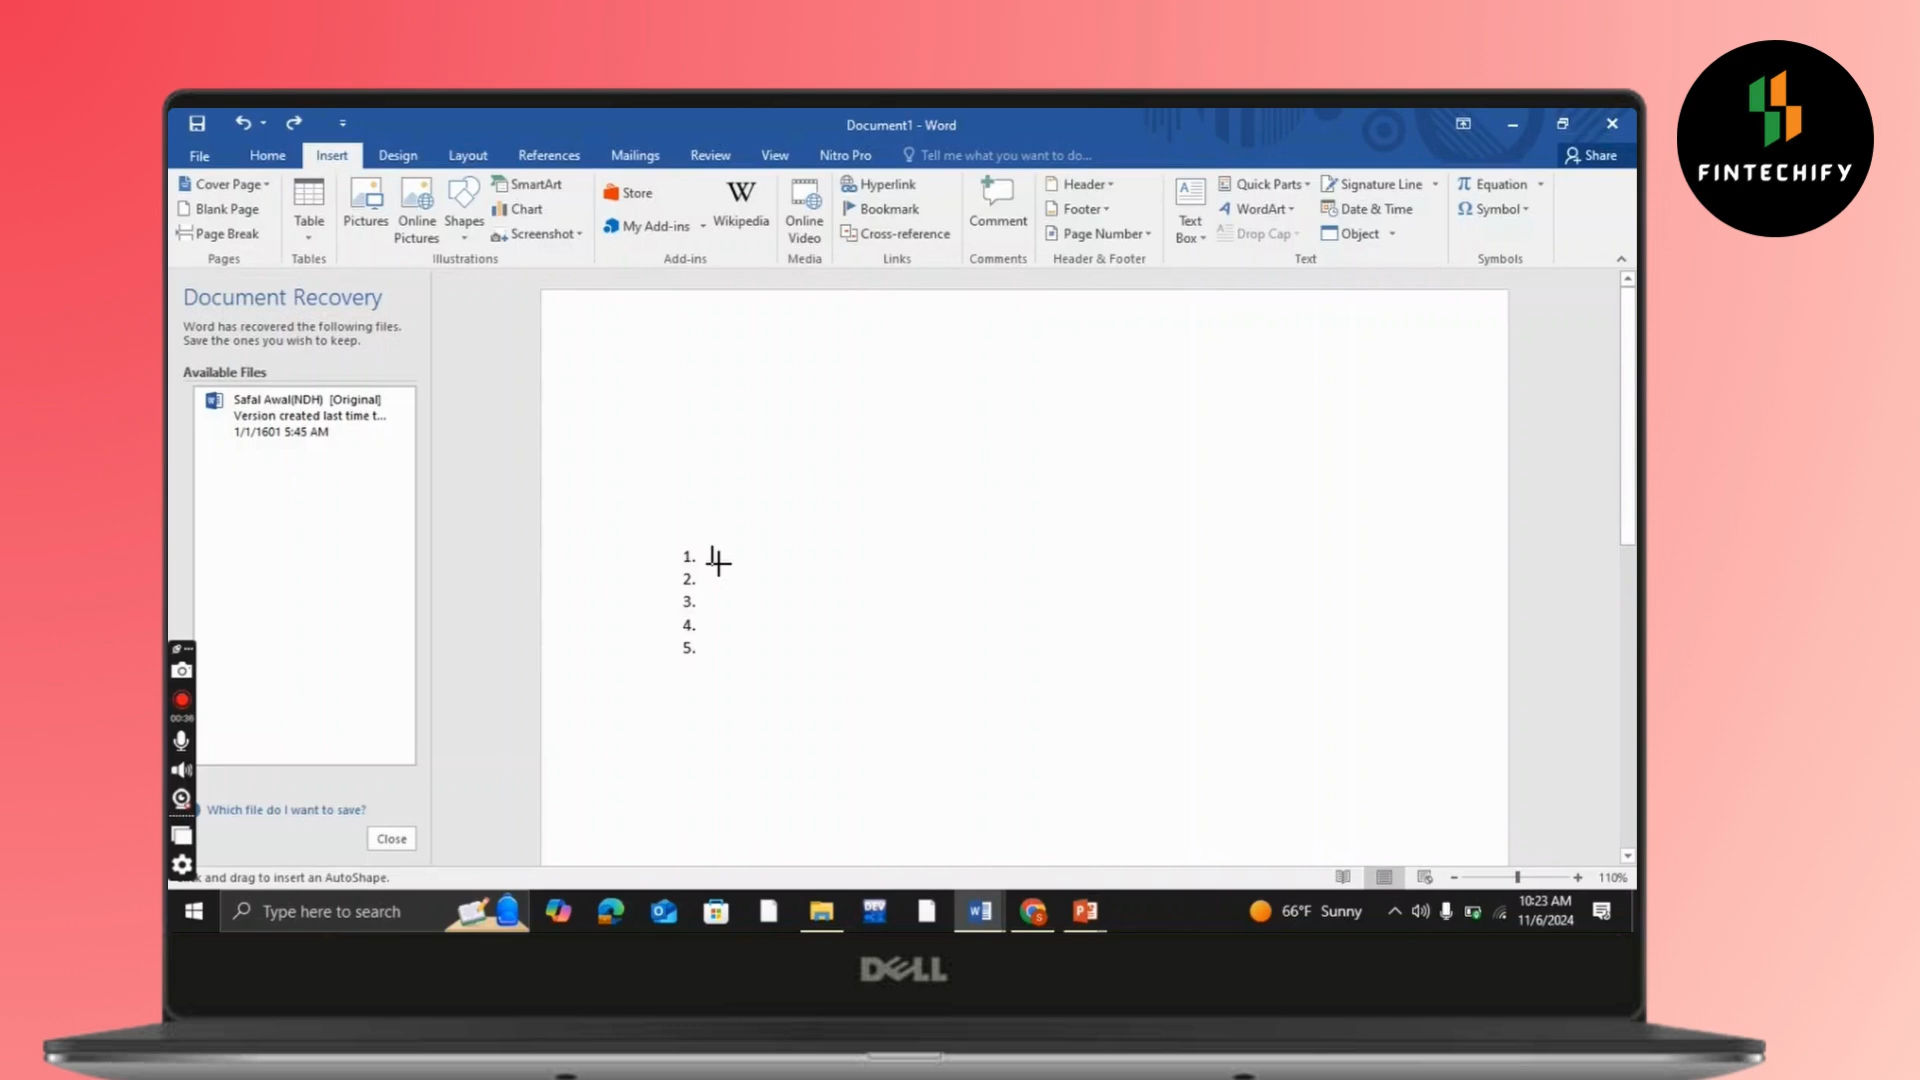 FINTECHIFY
Document1 - Word
File Home Insert Design Layout References Mailings Review View Nitro Pro Tell me what you want to do... Share
Cover Page
Blank Page
Page Break
Pages
Table
Tables
Pictures
Online Pictures
Shapes
SmartArt
Chart
Screenshot
Illustrations
Store
My Add-ins
W
Wikipedia
Add-ins
Online Video
Media
Hyperlink
Bookmark
Cross-reference
Links
Comment
Comments
Header
Footer
Page Number
Header & Footer
Text Box
Quick Parts
WordArt
Drop Cap
Signature Line
Date & Time
Object
Text
π Equation
Ω Symbol
Symbols
Document Recovery
Word has recovered the following files.
Save the ones you wish to keep.
Available Files
Safal Awal(NDH) [Original]
Version created last time t...
1/1/1601 5:45 AM
1.
2.
3.
4.
5.
00:36
Which file do I want to save?
Close
and drag to insert an AutoShape.
110%
Type here to search
DEV
66°F Sunny
10:23 AM
11/6/2024
DELL